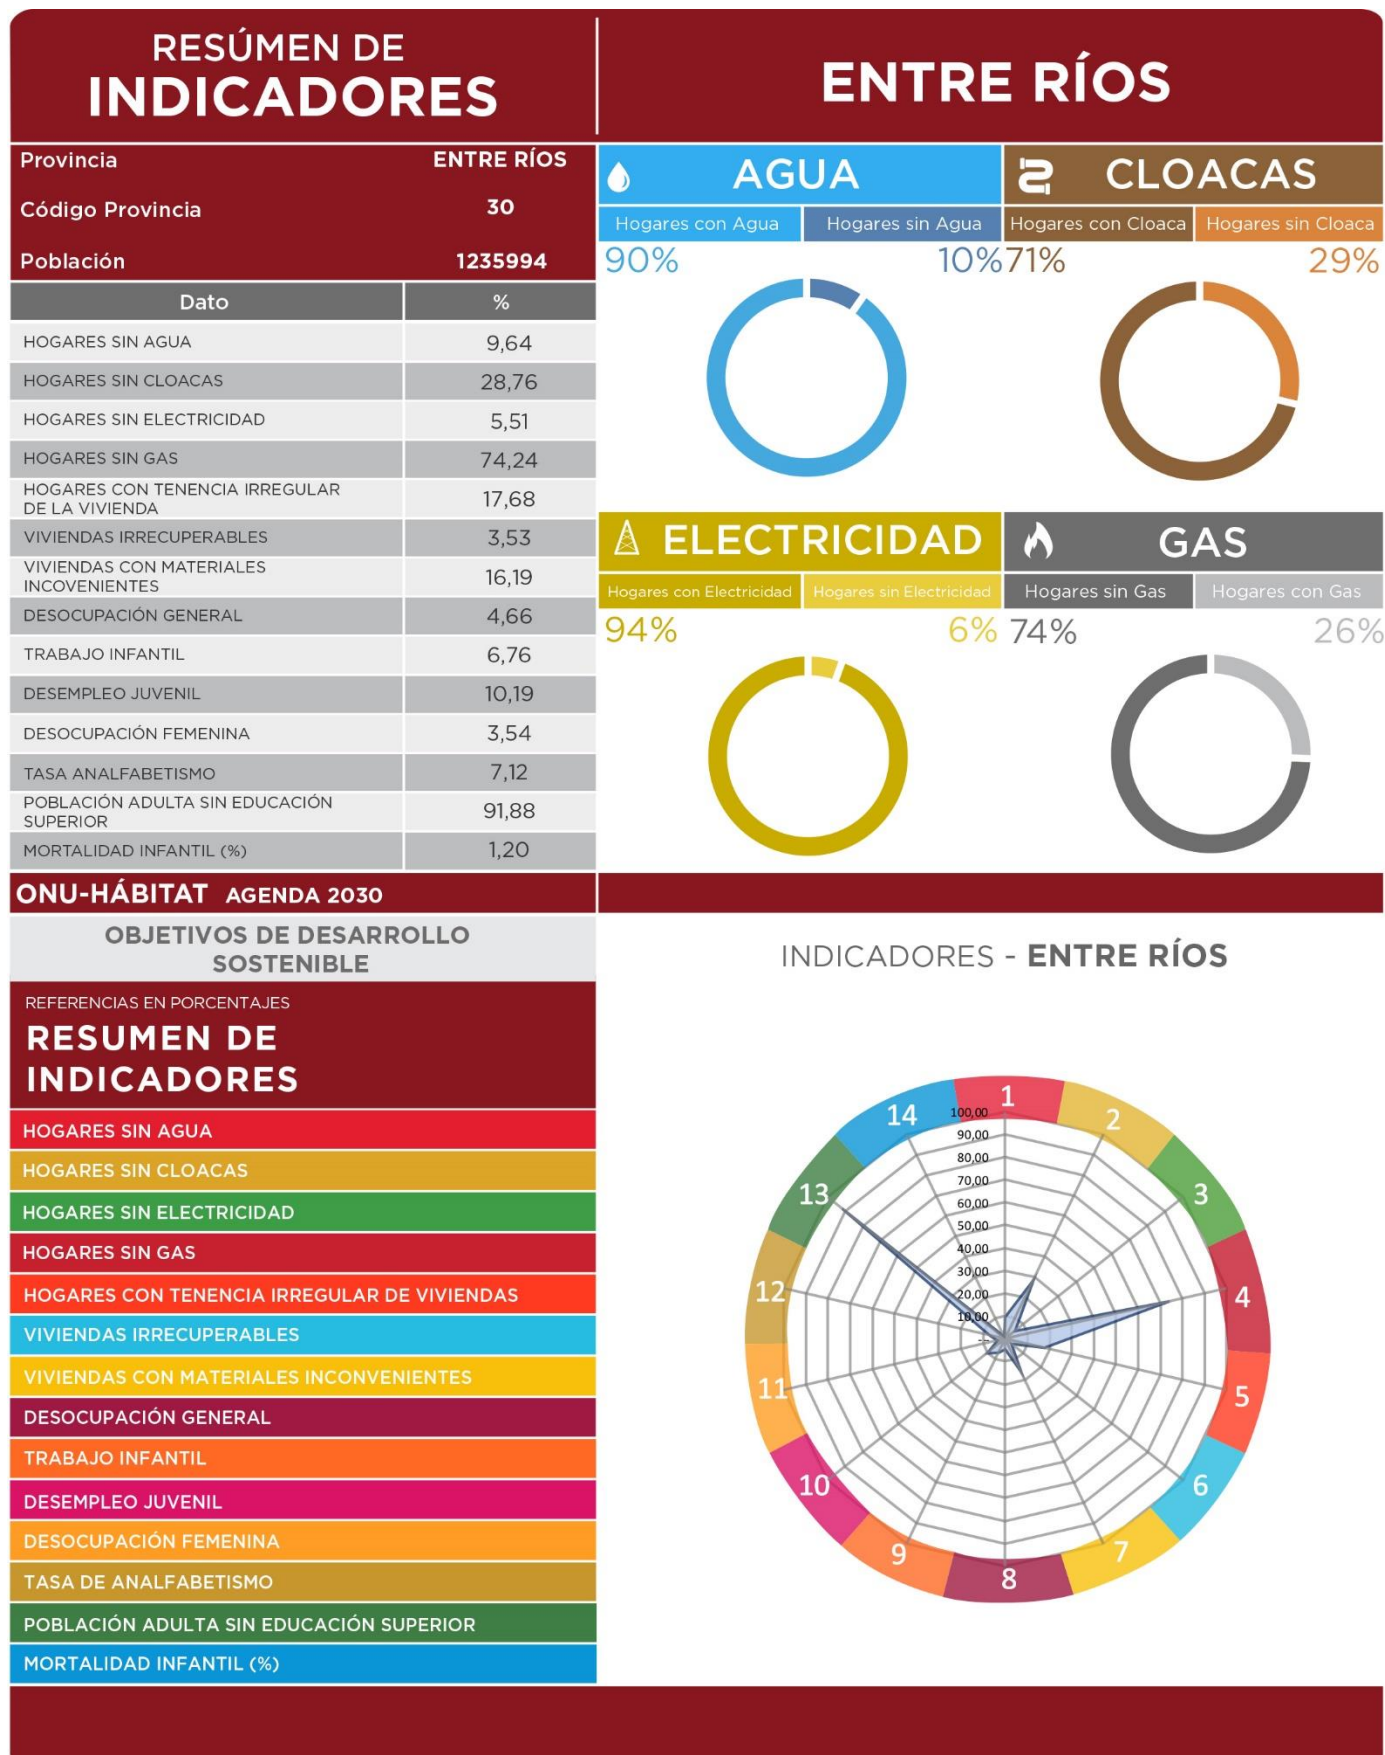 RESÚMEN DE
INDICADORES
ENTRE RÍOS
Provincia ENTRE RÍOS
Código Provincia 30
Población 1235994
Dato %
HOGARES SIN AGUA 9,64
HOGARES SIN CLOACAS 28,76
HOGARES SIN ELECTRICIDAD 5,51
HOGARES SIN GAS 74,24
HOGARES CON TENENCIA IRREGULAR
DE LA VIVIENDA 17,68
VIVIENDAS IRRECUPERABLES 3,53
VIVIENDAS CON MATERIALES
INCOVENIENTES 16,19
DESOCUPACIÓN GENERAL 4,66
TRABAJO INFANTIL 6,76
DESEMPLEO JUVENIL 10,19
DESOCUPACIÓN FEMENINA 3,54
TASA ANALFABETISMO 7,12
POBLACIÓN ADULTA SIN EDUCACIÓN
SUPERIOR 91,88
MORTALIDAD INFANTIL (%) 1,20
AGUA
Hogares con Agua Hogares sin Agua
90% 10%
CLOACAS
Hogares con Cloaca Hogares sin Cloaca
71% 29%
ELECTRICIDAD
Hogares con Electricidad Hogares sin Electricidad
94% 6%
GAS
Hogares sin Gas Hogares con Gas
74% 26%
ONU-HÁBITAT AGENDA 2030
OBJETIVOS DE DESARROLLO
SOSTENIBLE
REFERENCIAS EN PORCENTAJES
RESUMEN DE
INDICADORES
HOGARES SIN AGUA
HOGARES SIN CLOACAS
HOGARES SIN ELECTRICIDAD
HOGARES SIN GAS
HOGARES CON TENENCIA IRREGULAR DE VIVIENDAS
VIVIENDAS IRRECUPERABLES
VIVIENDAS CON MATERIALES INCONVENIENTES
DESOCUPACIÓN GENERAL
TRABAJO INFANTIL
DESEMPLEO JUVENIL
DESOCUPACIÓN FEMENINA
TASA DE ANALFABETISMO
POBLACIÓN ADULTA SIN EDUCACIÓN SUPERIOR
MORTALIDAD INFANTIL (%)
INDICADORES - ENTRE RÍOS
1
2
3
4
5
6
7
8
9
10
11
12
13
14
100,00
90,00
80,00
70,00
60,00
50,00
40,00
30,00
20,00
10,00